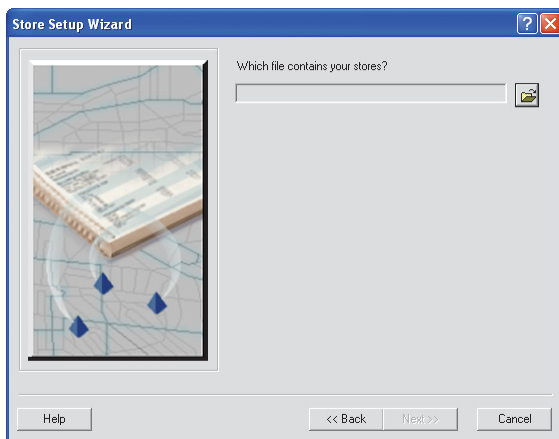 Store Setup Wizard
Which file contains your stores?
Help
<< Back
Next >>
Cancel